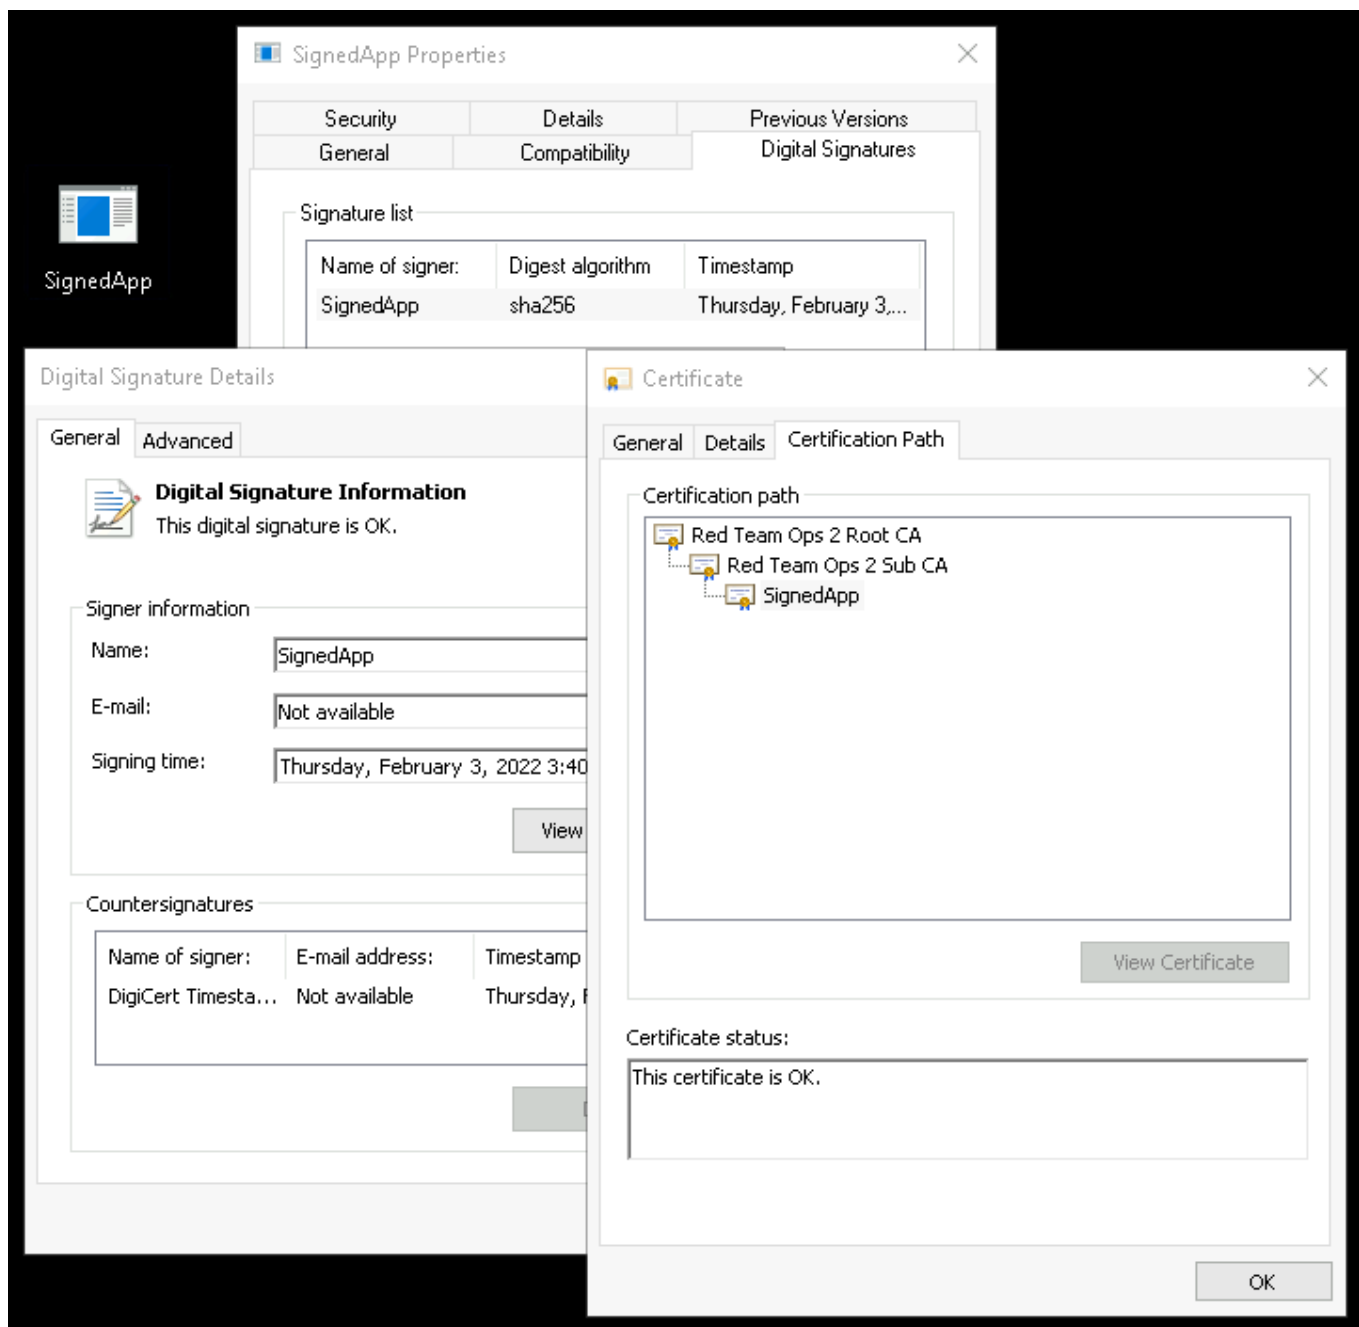 SignedApp Properties
Security Details Previous Versions
General Compatibility Digital Signatures
Signature list
Name of signer: Digest algorithm Timestamp
SignedApp sha256 Thursday, February 3,...
SignedApp
Digital Signature Details
General Advanced
Digital Signature Information
This digital signature is OK.
Signer information
Name: SignedApp
E-mail: Not available
Signing time: Thursday, February 3, 2022 3:40
View
Countersignatures
Name of signer: E-mail address: Timestamp
DigiCert Timesta... Not available Thursday,
Certificate
General Details Certification Path
Certification path
Red Team Ops 2 Root CA
Red Team Ops 2 Sub CA
SignedApp
View Certificate
Certificate status:
This certificate is OK.
OK